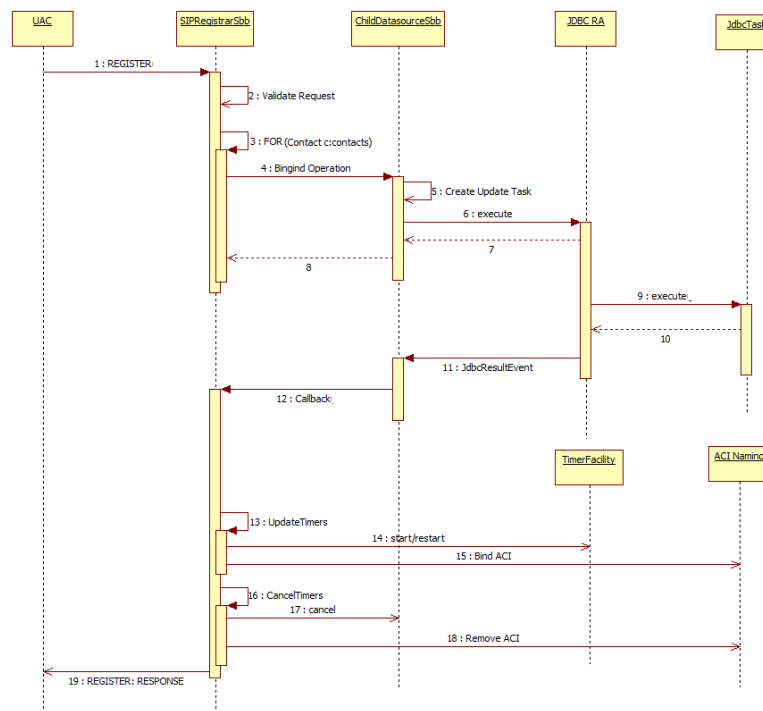 UAC
SIPRegistrarSbb
ChildDatasourceSbb
JDBC RA
JdbcTask
1 : REGISTER
2 : Validate Request
3 : FOR (Contact c:contacts)
4 : Bingind Operation
5 : Create Update Task
6 : execute
7
8
9 : execute
10
11 : JdbcResultEvent
12 : Callback
TimerFacility
ACI Naming
13 : UpdateTimers
14 : start/restart
15 : Bind ACI
16 : CancelTimers
17 : cancel
18 : Remove ACI
19 : REGISTER: RESPONSE